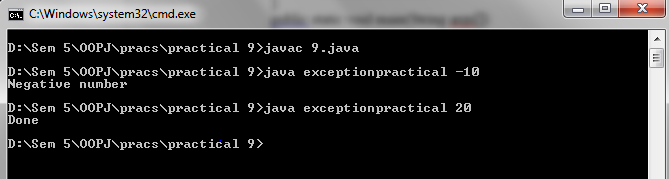 C:\Windows\system32\cmd.exe
D:\Sem 5\OOPJ\pracs\practical 9>javac 9.java
D:\Sem 5\OOPJ\pracs\practical 9>java exceptionpractical -10
Negative number
D:\Sem 5\OOPJ\pracs\practical 9>java exceptionpractical 20
Done
D:\Sem 5\OOPJ\pracs\practical 9>